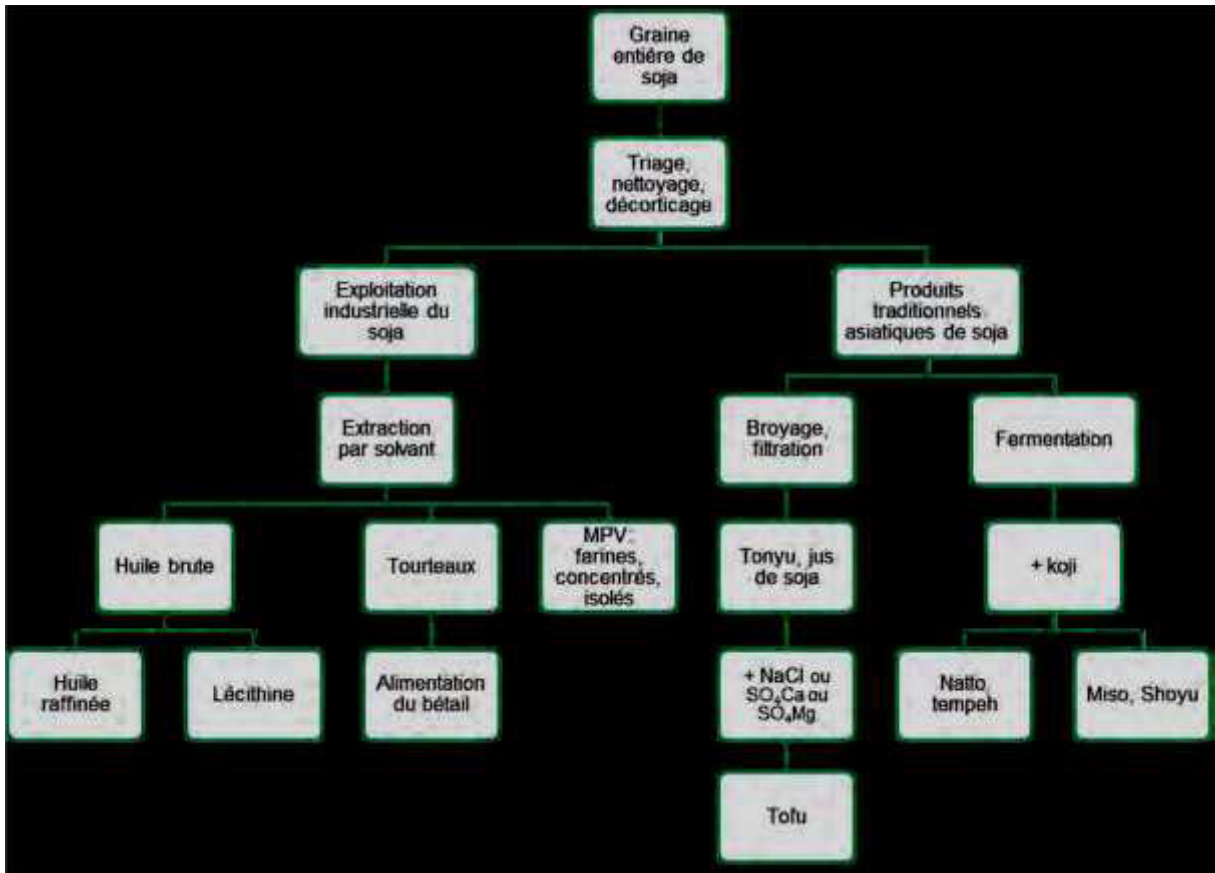 Graine
entière de
soja
Triage,
nettoyage,
décorticage
Exploitation
industrielle du
soja
Produits
traditionnels
asiatiques de soja
Extraction
par solvant
Broyage,
filtration
Fermentation
Huile brute
Tourteaux
MPV:
farines,
concentrés,
isolés
Tonyu, jus
de soja
+ koji
Huile
raffinée
Lécithine
Alimentation
du bétail
+ NaCl ou
SO₄Ca ou
SO₄Mg
Natto
tempeh
Miso, Shoyu
Tofu